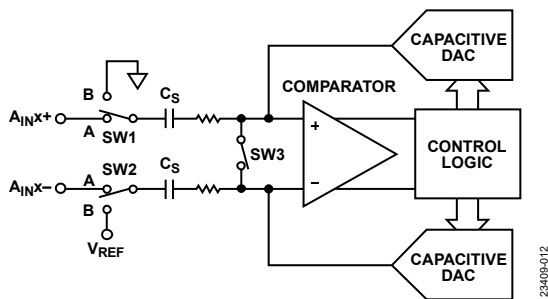 CAPACITIVE
DAC
COMPARATOR
B
CS
AINx+
A
SW1
+
SW3
CONTROL
LOGIC
SW2
CS
AINx–
A
–
B
VREF
CAPACITIVE
DAC
23409-012